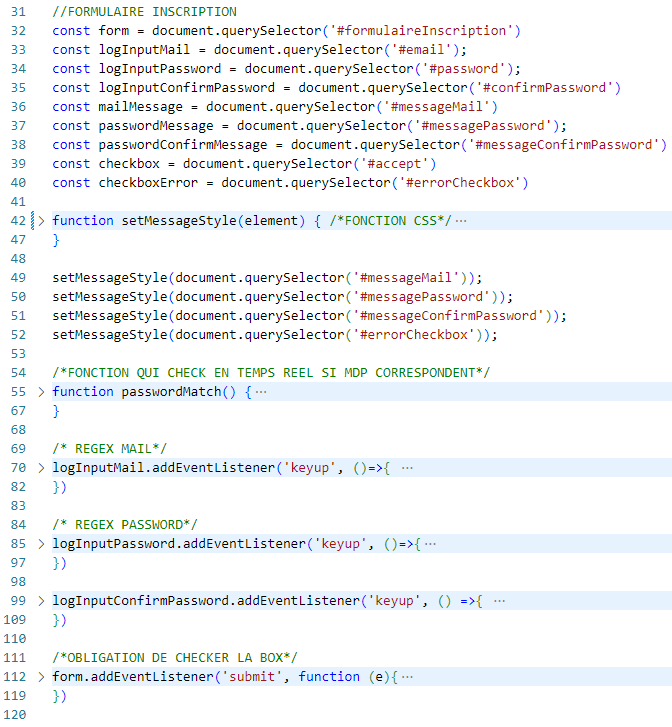 31 //FORMULAIRE INSCRIPTION
32 const form = document.querySelector('#formulaireInscription')
33 const logInputMail = document.querySelector('#email');
34 const logInputPassword = document.querySelector('#password');
35 const logInputConfirmPassword = document.querySelector('#confirmPassword')
36 const mailMessage = document.querySelector('#messageMail')
37 const passwordMessage = document.querySelector('#messagePassword');
38 const passwordConfirmMessage = document.querySelector('#messageConfirmPassword')
39 const checkbox = document.querySelector('#accept')
40 const checkboxError = document.querySelector('#errorCheckbox')
41
42 > function setMessageStyle(element) { /*FONCTION CSS*/ ···
47 }
48
49 setMessageStyle(document.querySelector('#messageMail'));
50 setMessageStyle(document.querySelector('#messagePassword'));
51 setMessageStyle(document.querySelector('#messageConfirmPassword'));
52 setMessageStyle(document.querySelector('#errorCheckbox'));
53
54 /*FONCTION QUI CHECK EN TEMPS REEL SI MDP CORRESPONDENT*/
55 > function passwordMatch() { ···
67 }
68
69 /* REGEX MAIL*/
70 > logInputMail.addEventListener('keyup', ()=>{ ···
82 })
83
84 /* REGEX PASSWORD*/
85 > logInputPassword.addEventListener('keyup', ()=>{ ···
97 })
98
99 > logInputConfirmPassword.addEventListener('keyup', () =>{ ···
109 })
110
111 /*OBLIGATION DE CHECKER LA BOX*/
112 > form.addEventListener('submit', function (e){ ···
119 })
120